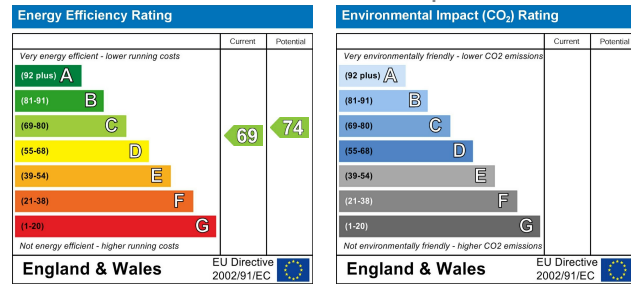 Energy Efficiency Rating
Current Potential
Very energy efficient - lower running costs
(92 plus) A
(81-91) B
(69-80) C
(55-68) D
(39-54) E
(21-38) F
(1-20) G
69 74
Not energy efficient - higher running costs
England & Wales
EU Directive
2002/91/EC
Environmental Impact (CO₂) Rating
Current Potential
Very environmentally friendly - lower CO2 emissions
(92 plus) A
(81-91) B
(69-80) C
(55-68) D
(39-54) E
(21-38) F
(1-20) G
Not environmentally friendly - higher CO2 emissions
England & Wales
EU Directive
2002/91/EC